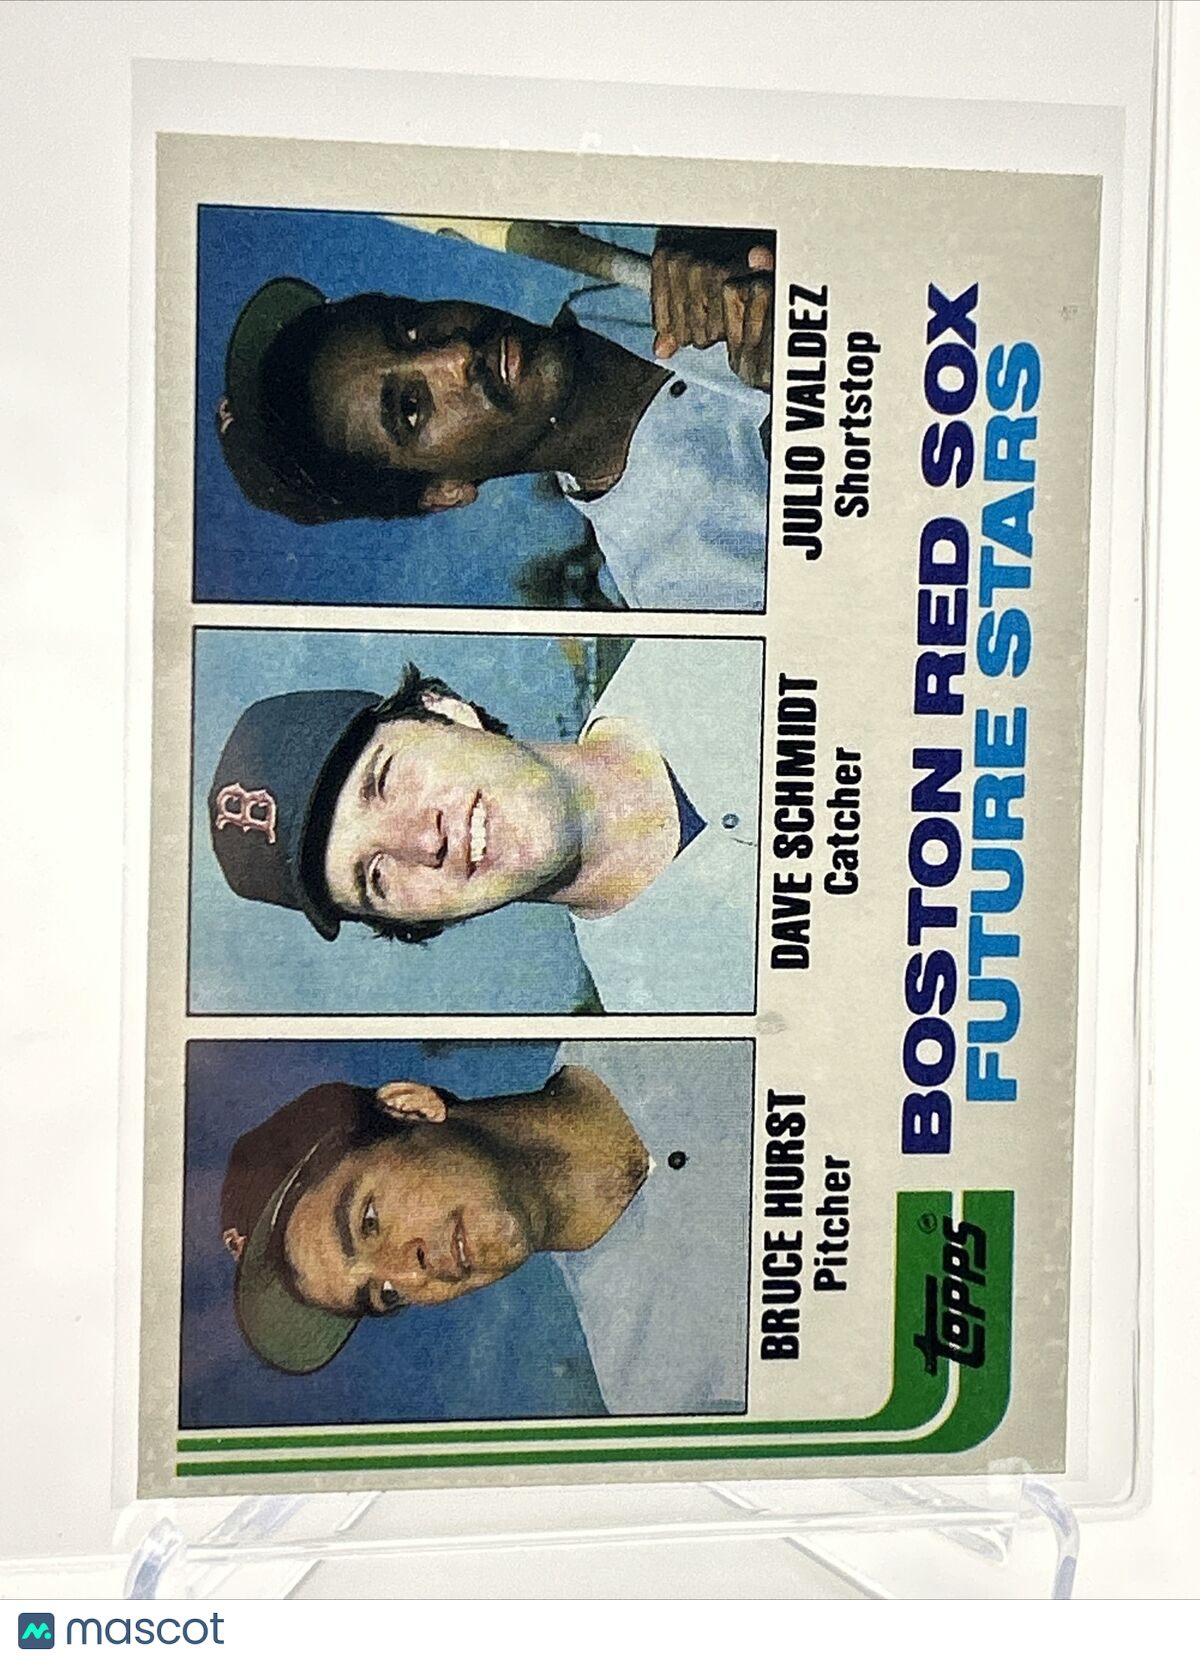 BRUCE HURST
Pitcher
DAVE SCHMIDT
Catcher
JULIO VALDEZ
Shortstop
topps
BOSTON RED SOX
FUTURE STARS
B
mascot